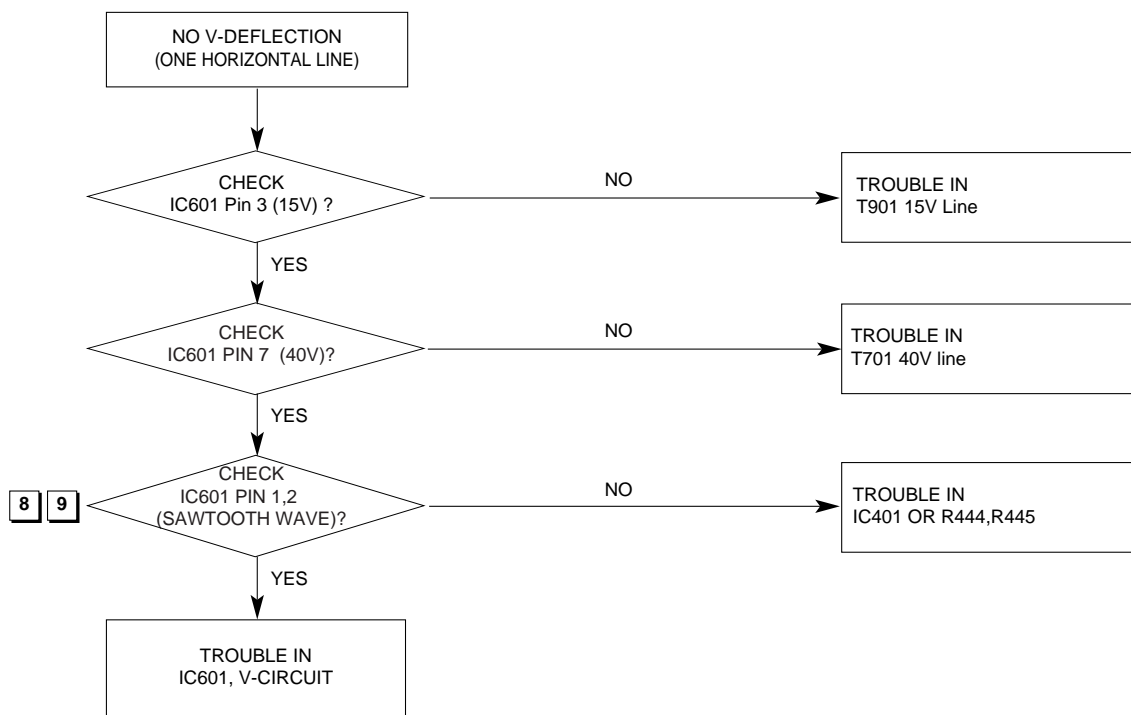 NO V-DEFLECTION
(ONE HORIZONTAL LINE)
CHECK
IC601 Pin 3 (15V) ?
NO
TROUBLE IN
T901 15V Line
YES
CHECK
IC601 PIN 7 (40V)?
NO
TROUBLE IN
T701 40V line
YES
8 9
CHECK
IC601 PIN 1,2
(SAWTOOTH WAVE)?
NO
TROUBLE IN
IC401 OR R444,R445
YES
TROUBLE IN
IC601, V-CIRCUIT